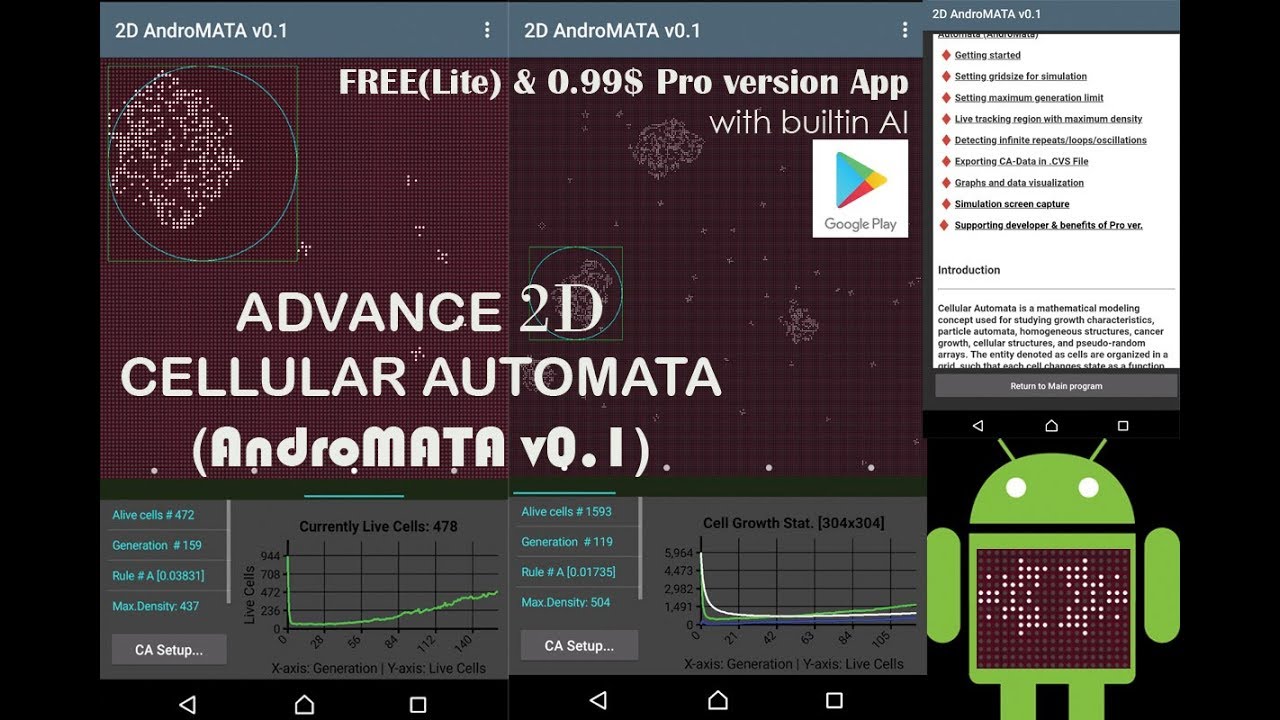 2D AndroMATA v0.1
2D AndroMATA v0.1
2D AndroMATA v0.1
FREE(Lite) & 0.99$ Pro version App
with builtin AI
Google Play
ADVANCE 2D
CELLULAR AUTOMATA
(AndroMATA v0.1)
Alive cells # 472
Generation # 159
Rule # A [0.03831]
Max.Density: 437
CA Setup...
Currently Live Cells: 478
Live Cells
944
708
472
236
0
0
28
56
84
112
140
X-axis: Generation | Y-axis: Live Cells
Alive cells # 1593
Generation # 119
Rule # A [0.01735]
Max.Density: 504
CA Setup...
Cell Growth Stat. [304x304]
5,964
4,473
2,982
1,491
0
0
21
42
63
84
105
X-axis: Generation | Y-axis: Live Cells
Automata (AndroMata)
Getting started
Setting gridsize for simulation
Setting maximum generation limit
Live tracking region with maximum density
Detecting infinite repeats/loops/oscillations
Exporting CA-Data in .CVS File
Graphs and data visualization
Simulation screen capture
Supporting developer & benefits of Pro ver.
Introduction
Cellular Automata is a mathematical modeling
concept used for studying growth characteristics,
particle automata, homogeneous structures, cancer
growth, cellular structures, and pseudo-random
arrays. The entity denoted as cells are organized in a
grid, such that each cell changes state as a function
Return to Main program